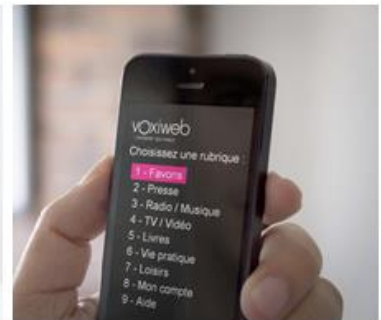 vOxiweb
Choisissez une rubrique :
1 - Favoris
2 - Presse
3 - Radio / Musique
4 - TV / Vidéo
5 - Livres
6 - Vie pratique
7 - Loisirs
8 - Mon compte
9 - Aide